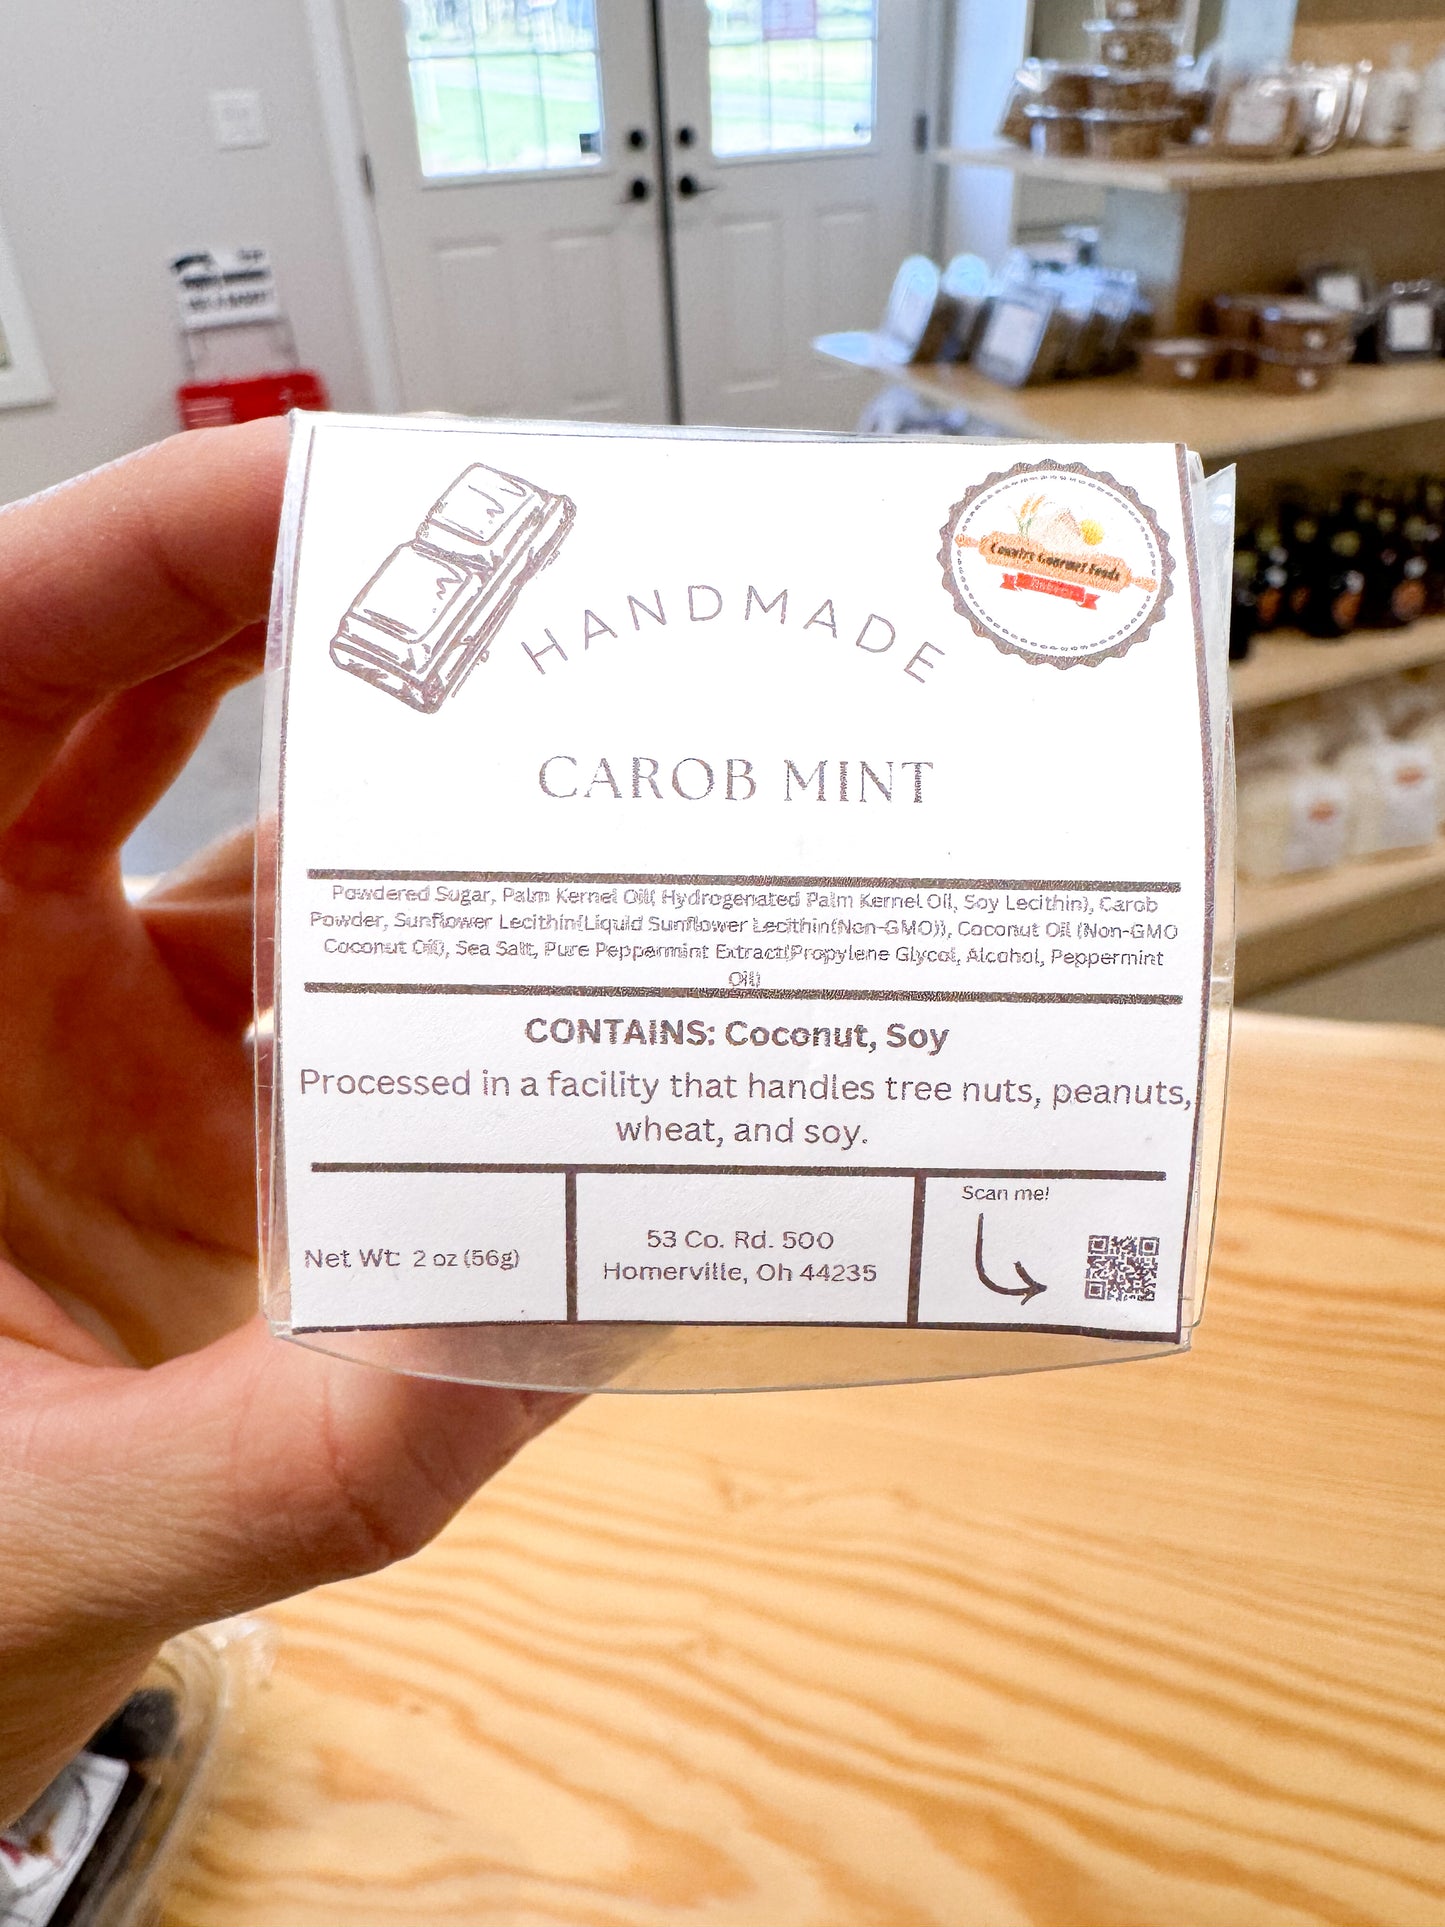 HANDMADE
Country Gourmet Foods
CAROB MINT
Powdered Sugar, Palm Kernel Oil( Hydrogenated Palm Kernel Oil, Soy Lecithin), Carob
Powder, Sunflower Lecithin(Liquid Sunflower Lecithin(Non-GMO)), Coconut Oil (Non-GMO
Coconut Oil), Sea Salt, Pure Peppermint Extract(Propylene Glycol, Alcohol, Peppermint
Oil)
CONTAINS: Coconut, Soy
Processed in a facility that handles tree nuts, peanuts,
wheat, and soy.
Net Wt: 2 oz (56g)
53 Co. Rd. 500
Homerville, Oh 44235
Scan me!